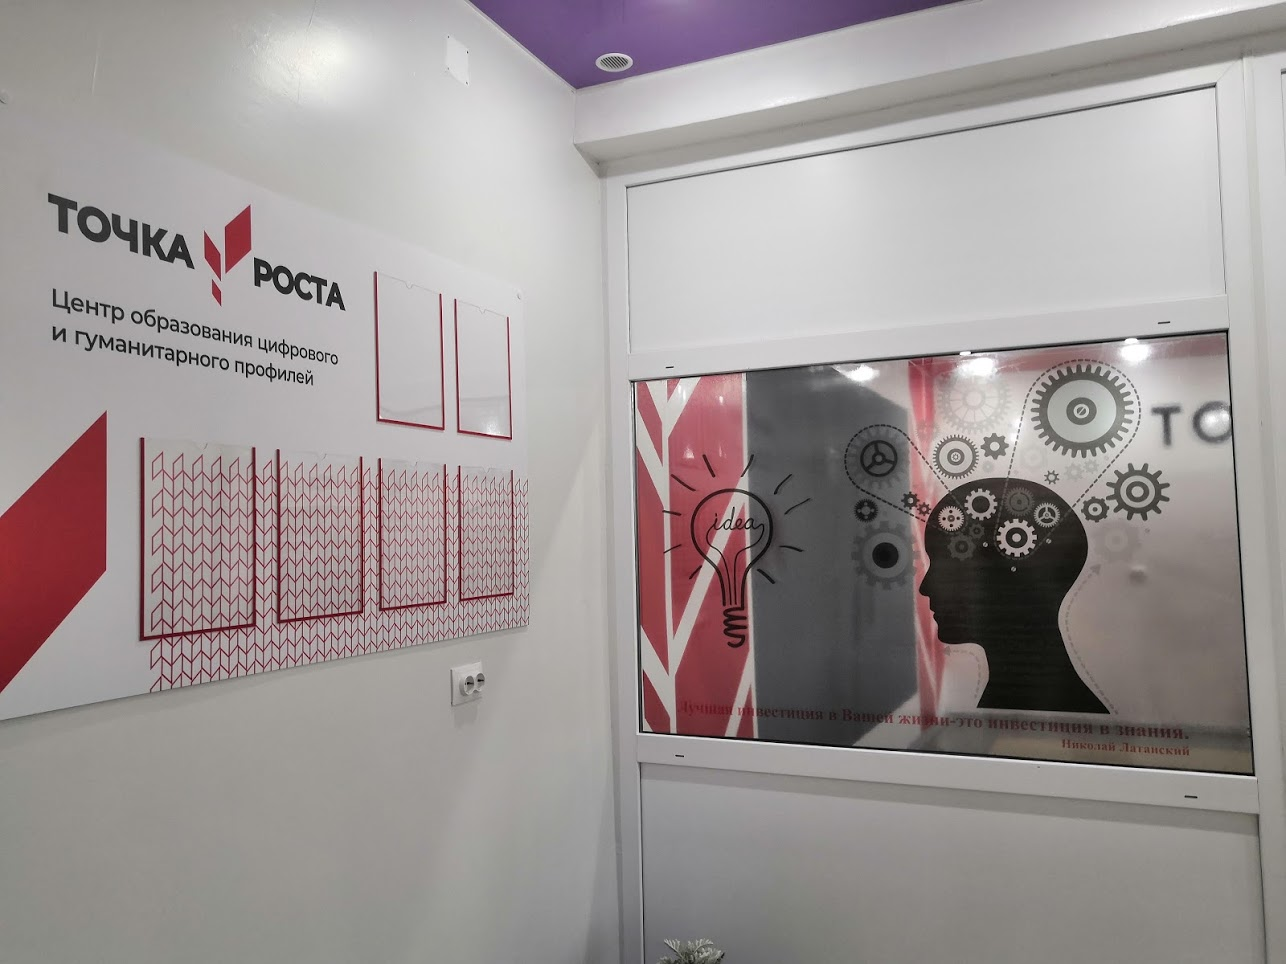 ТОЧКА РОСТА
Центр образования цифрового
и гуманитарного профилей
idea
ТО
Лучшая инвестиция в Вашей жизни-это инвестиция в знания.
Николай Латанский